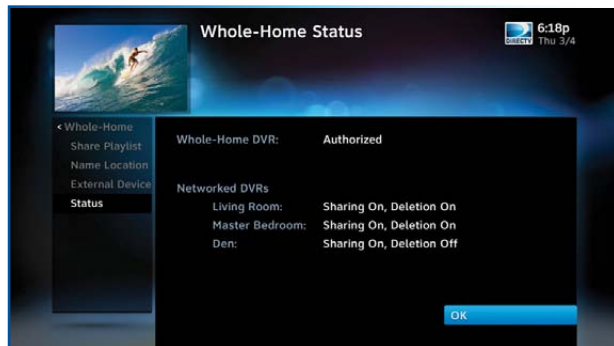 Whole-Home Status
6:18p
DIRECTV Thu 3/4
<Whole-Home
Share Playlist
Name Location
External Device
Status
Whole-Home DVR: Authorized
Networked DVRs
Living Room: Sharing On, Deletion On
Master Bedroom: Sharing On, Deletion On
Den: Sharing On, Deletion Off
OK